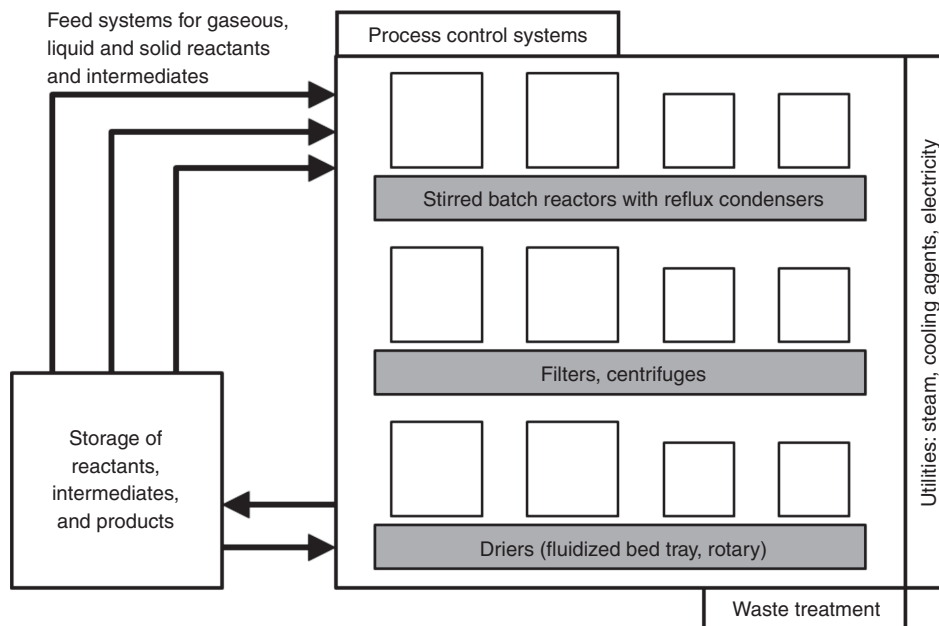 Feed systems for gaseous,
liquid and solid reactants
and intermediates
Process control systems
Stirred batch reactors with reflux condensers
Filters, centrifuges
Storage of
reactants,
intermediates,
and products
Driers (fluidized bed tray, rotary)
Utilities: steam, cooling agents, electricity
Waste treatment